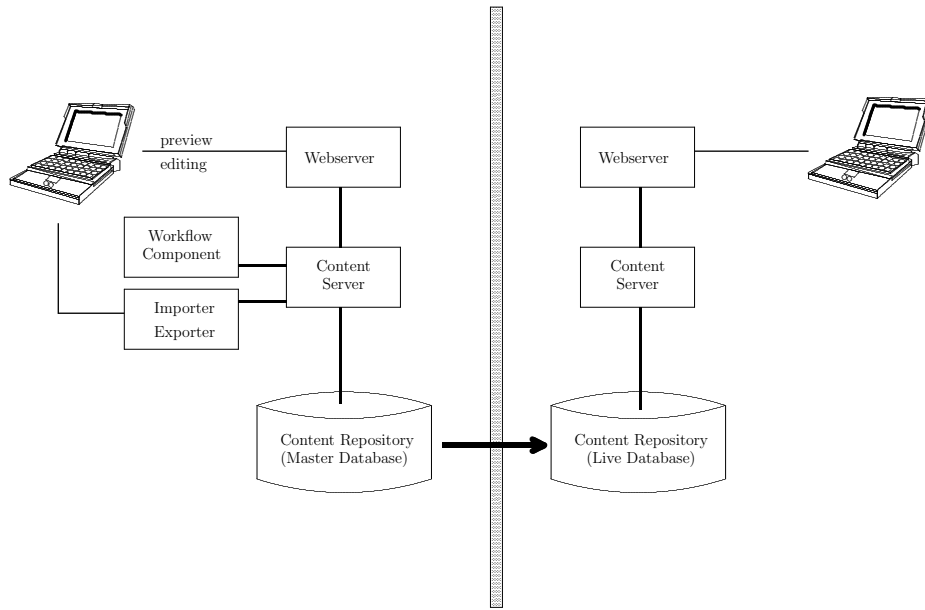 preview
editing
Webserver
Workflow
Component
Content
Server
Importer
Exporter
Content Repository
(Master Database)
Webserver
Content
Server
Content Repository
(Live Database)